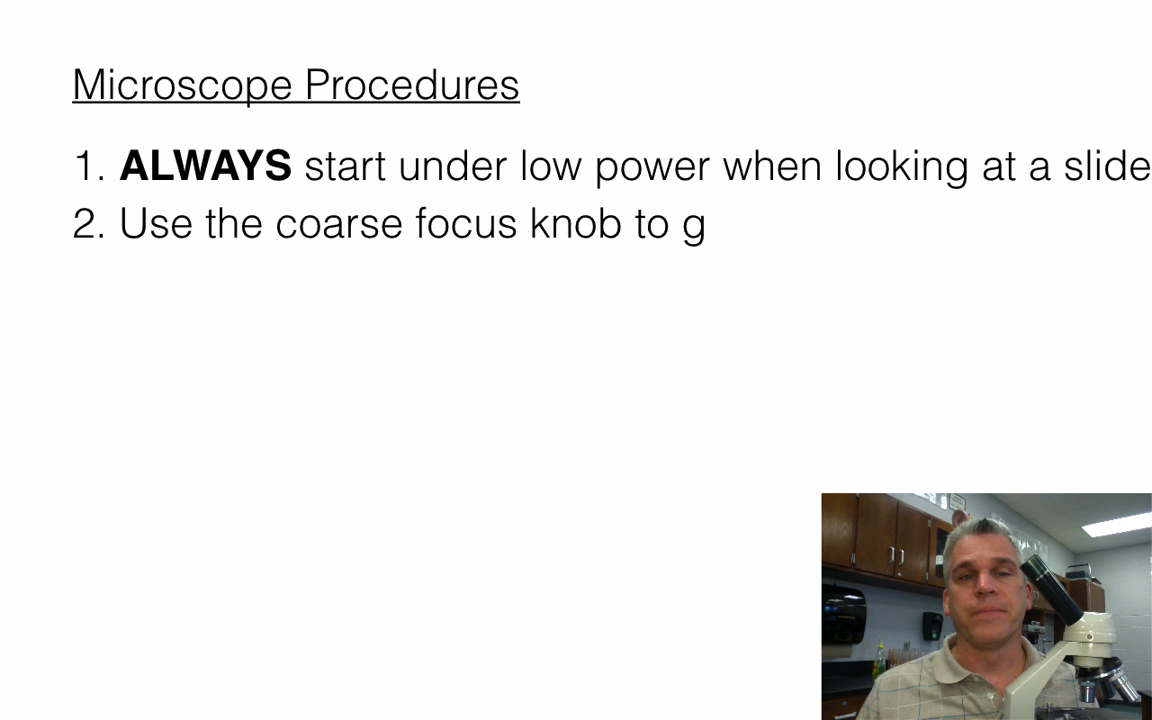 Microscope Procedures
1. ALWAYS start under low power when looking at a slide
2. Use the coarse focus knob to g